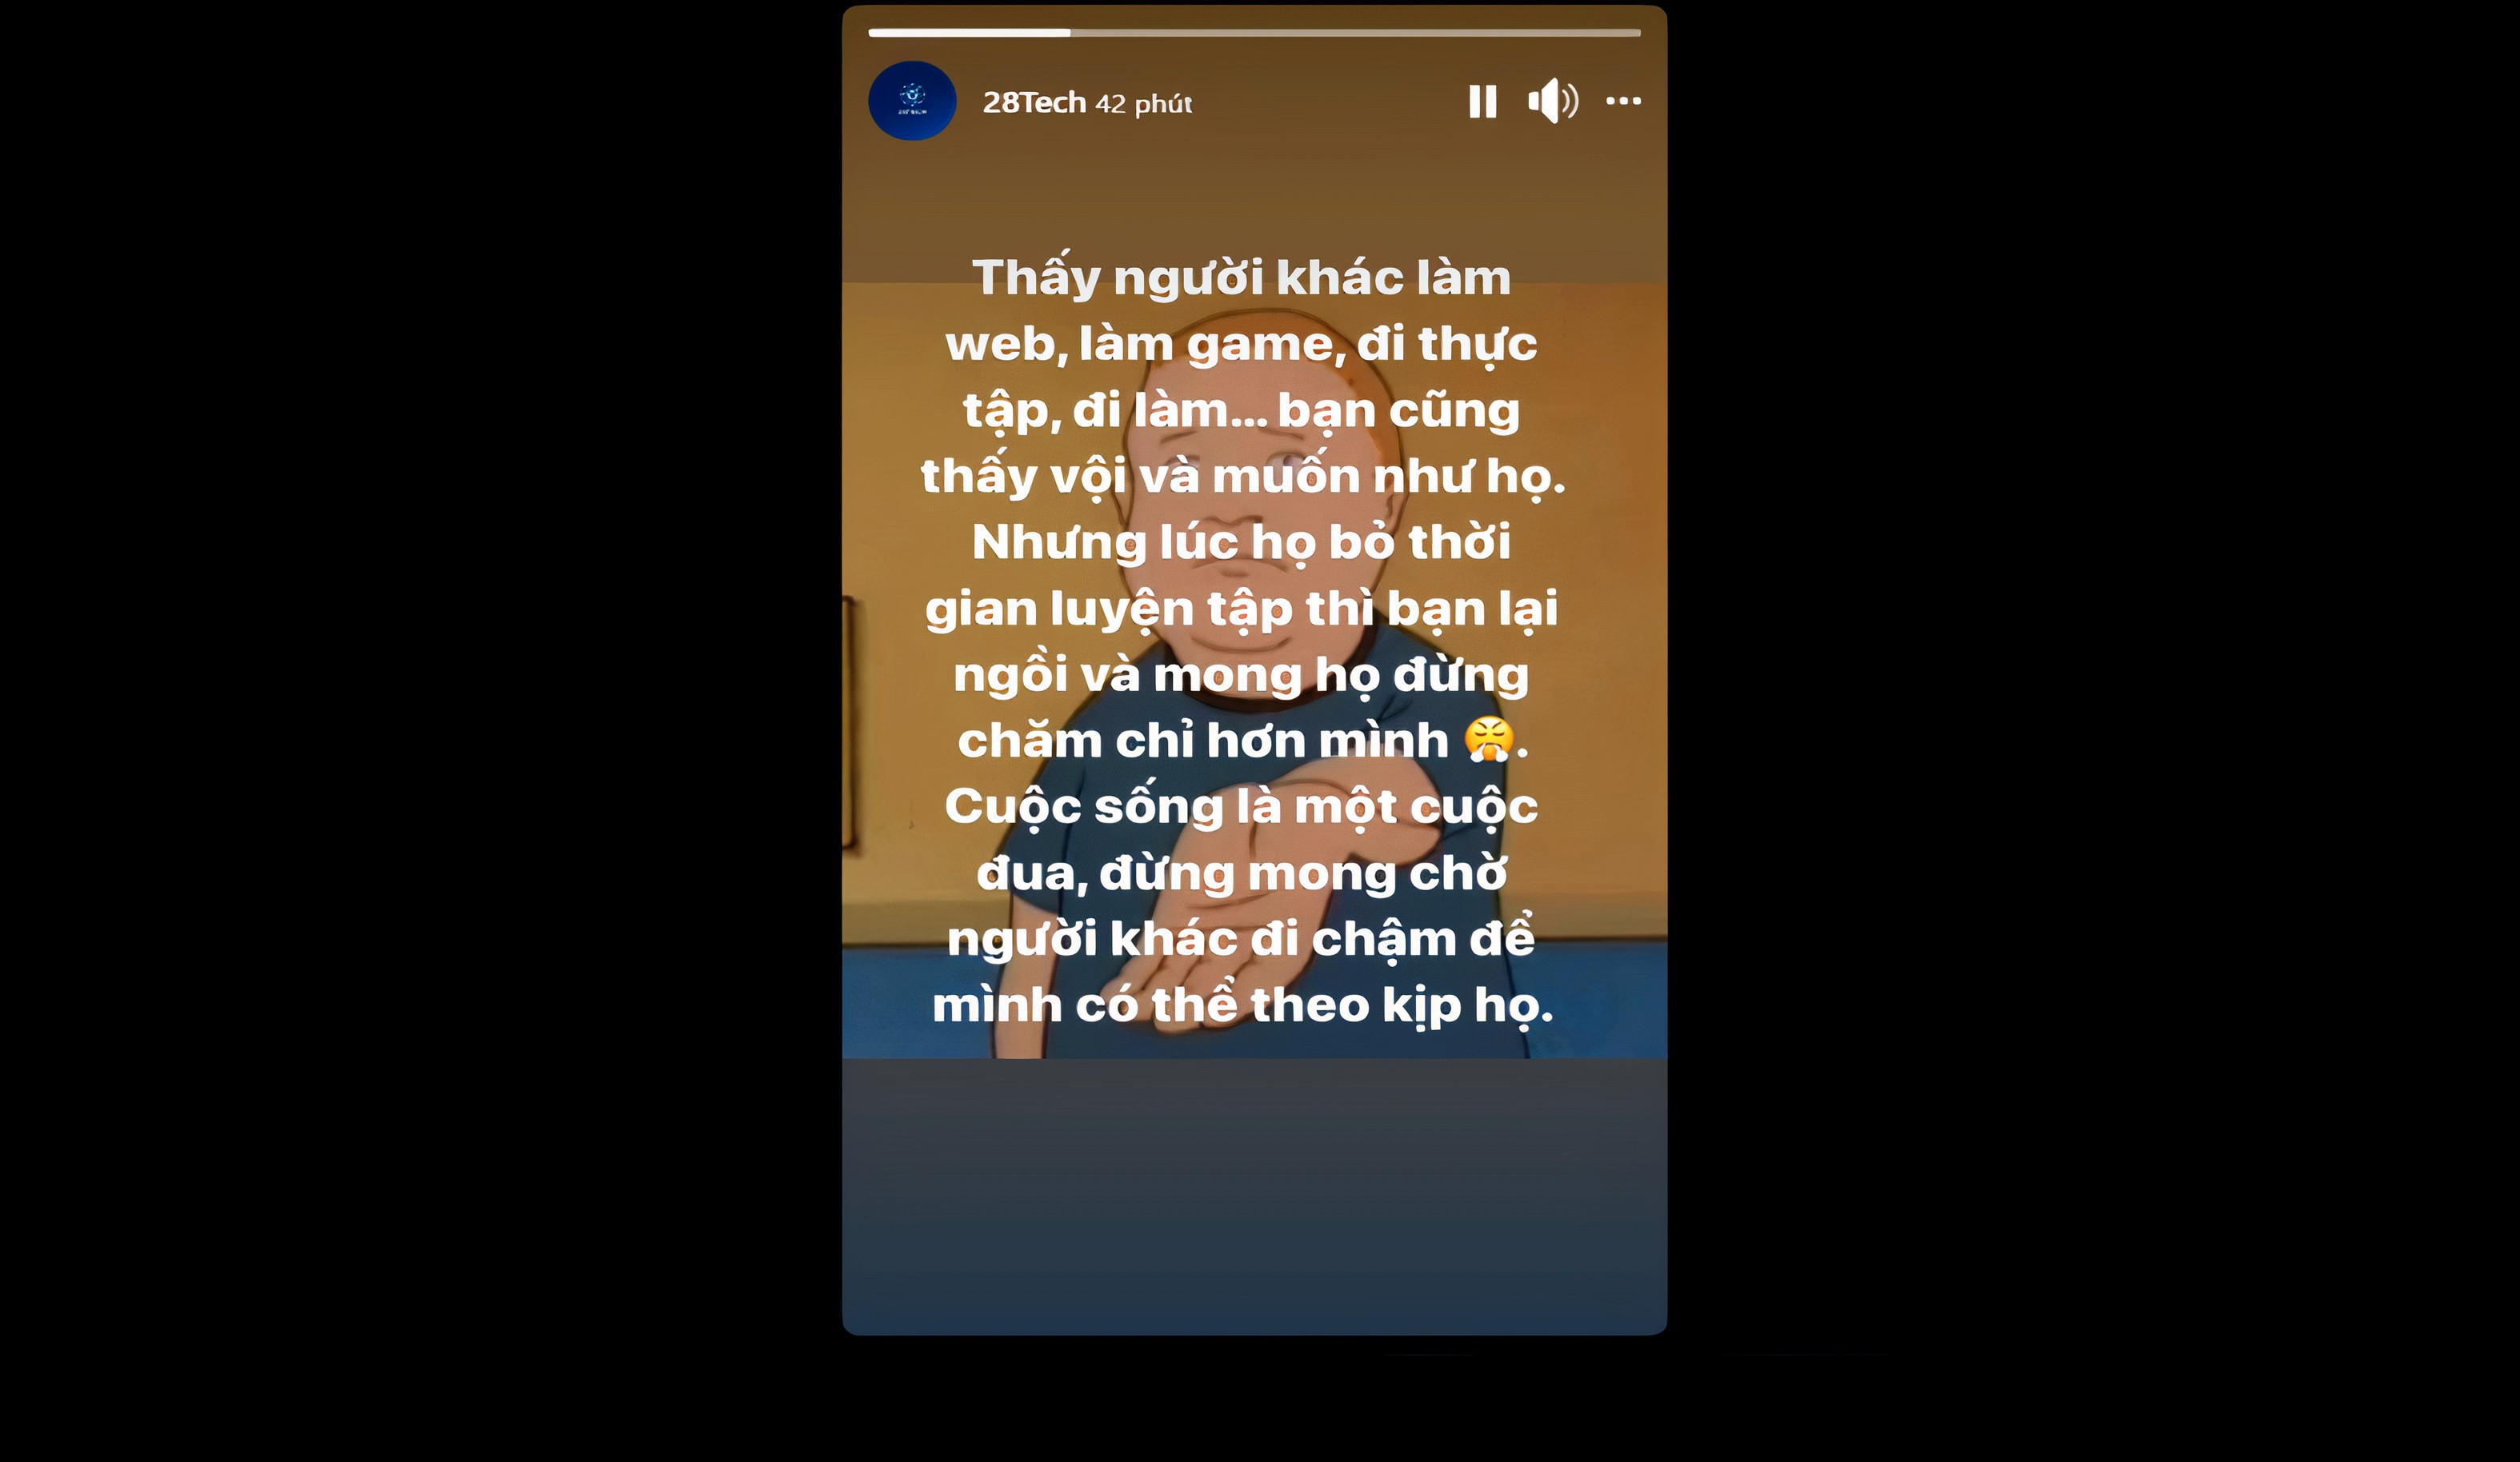 28Tech 42 phút
Thấy người khác làm
web, làm game, đi thực
tập, đi làm... bạn cũng
thấy vội và muốn như họ.
Nhưng lúc họ bỏ thời
gian luyện tập thì bạn lại
ngồi và mong họ đừng
chăm chỉ hơn mình 😤.
Cuộc sống là một cuộc
đua, đừng mong chờ
người khác đi chậm để
mình có thể theo kịp họ.